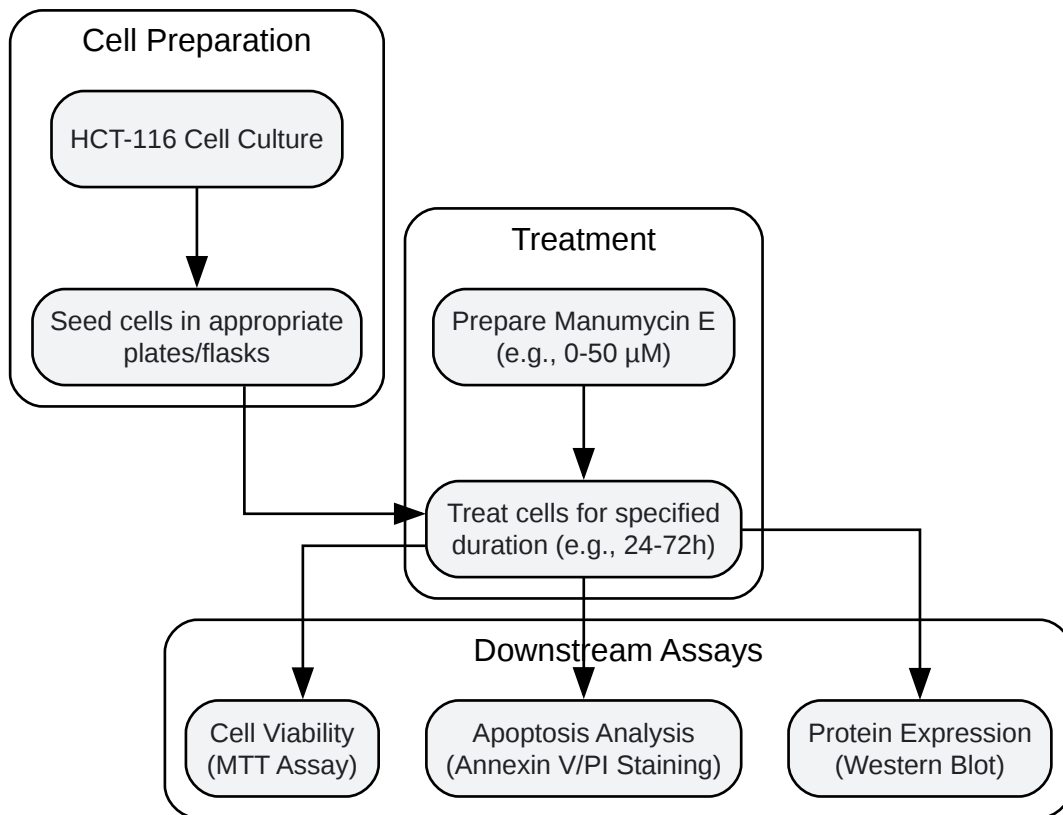 Cell Preparation
HCT-116 Cell Culture
Seed cells in appropriate
plates/flasks
Treatment
Prepare Manumycin E
(e.g., 0-50 µM)
Treat cells for specified
duration (e.g., 24-72h)
Downstream Assays
Cell Viability
(MTT Assay)
Apoptosis Analysis
(Annexin V/PI Staining)
Protein Expression
(Western Blot)